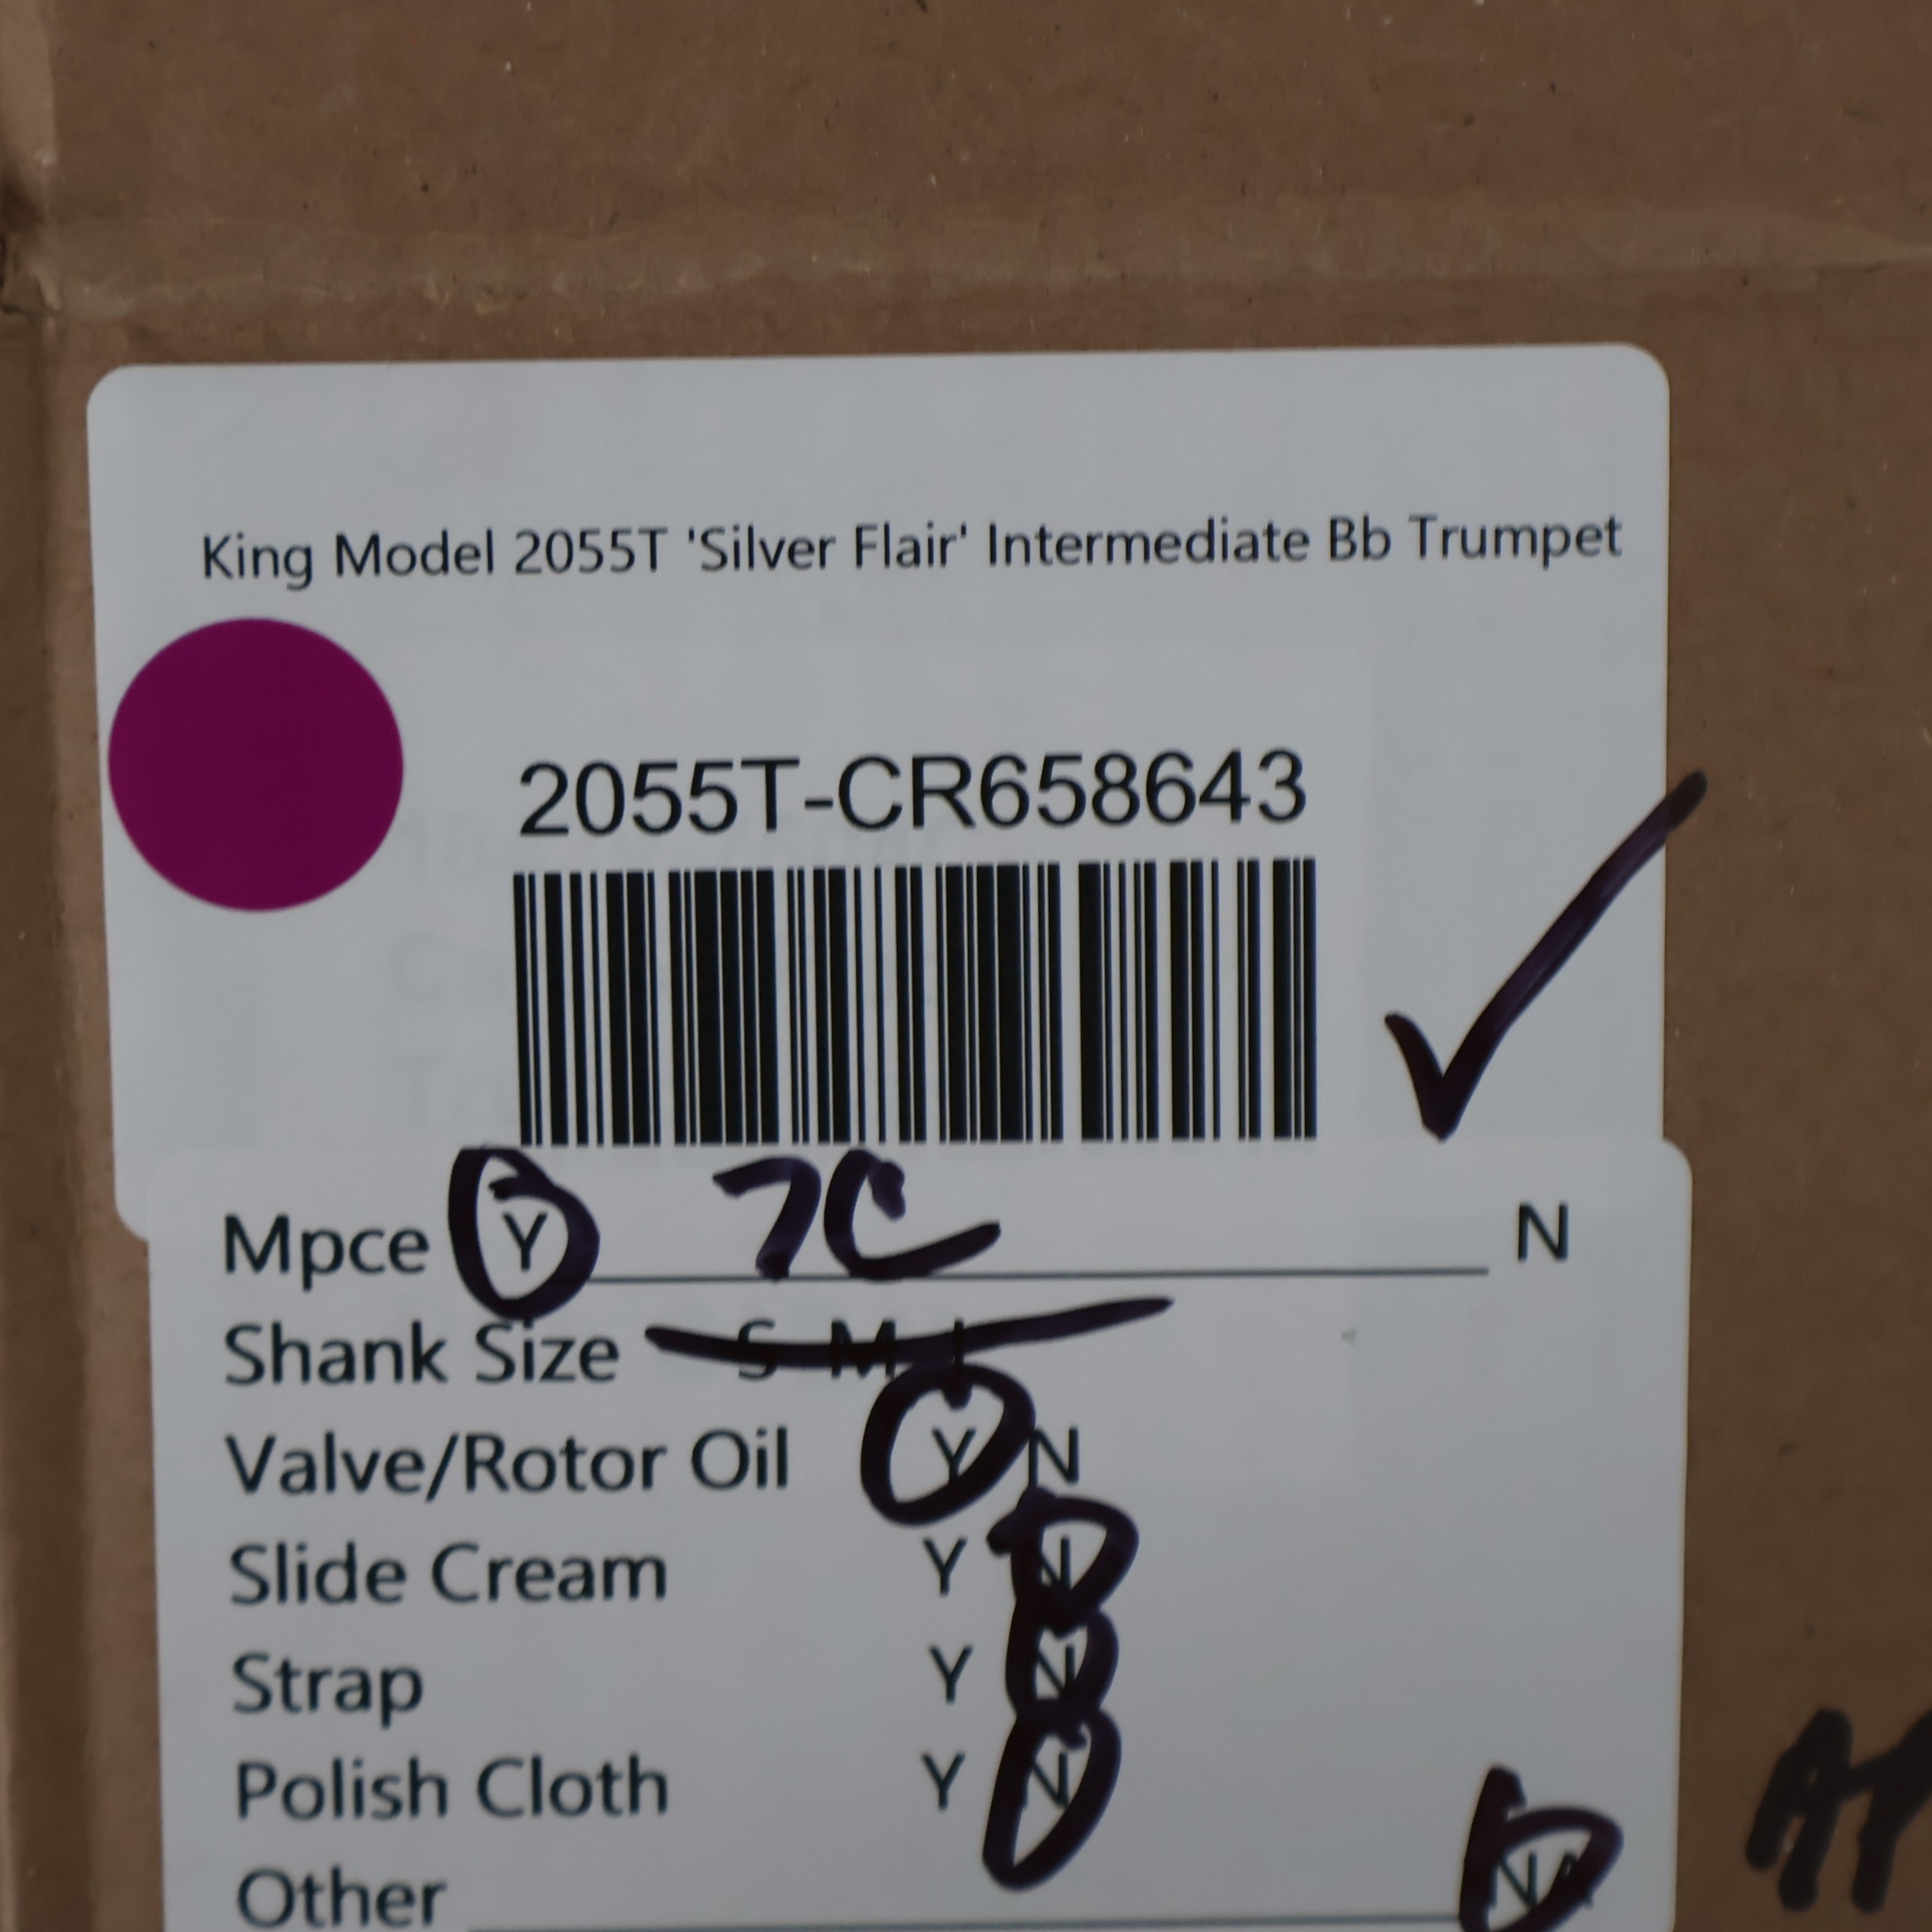 King Model 2055T 'Silver Flair' Intermediate Bb Trumpet
2055T-CR658643
Mpce Y 7C N
Shank Size S M L
Valve/Rotor Oil Y N
Slide Cream Y N
Strap Y N
Polish Cloth Y N
Other NA